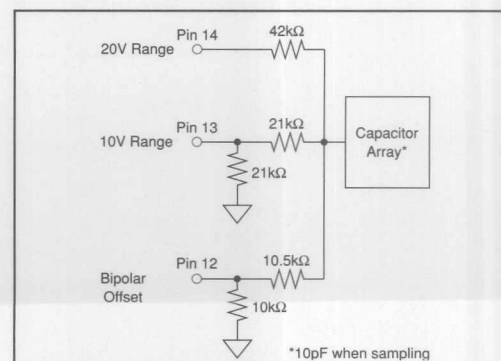 Pin 14
42kΩ
20V Range
Pin 13
21kΩ
10V Range
Capacitor
Array*
21kΩ
Pin 12
10.5kΩ
Bipolar
Offset
10kΩ
*10pF when sampling